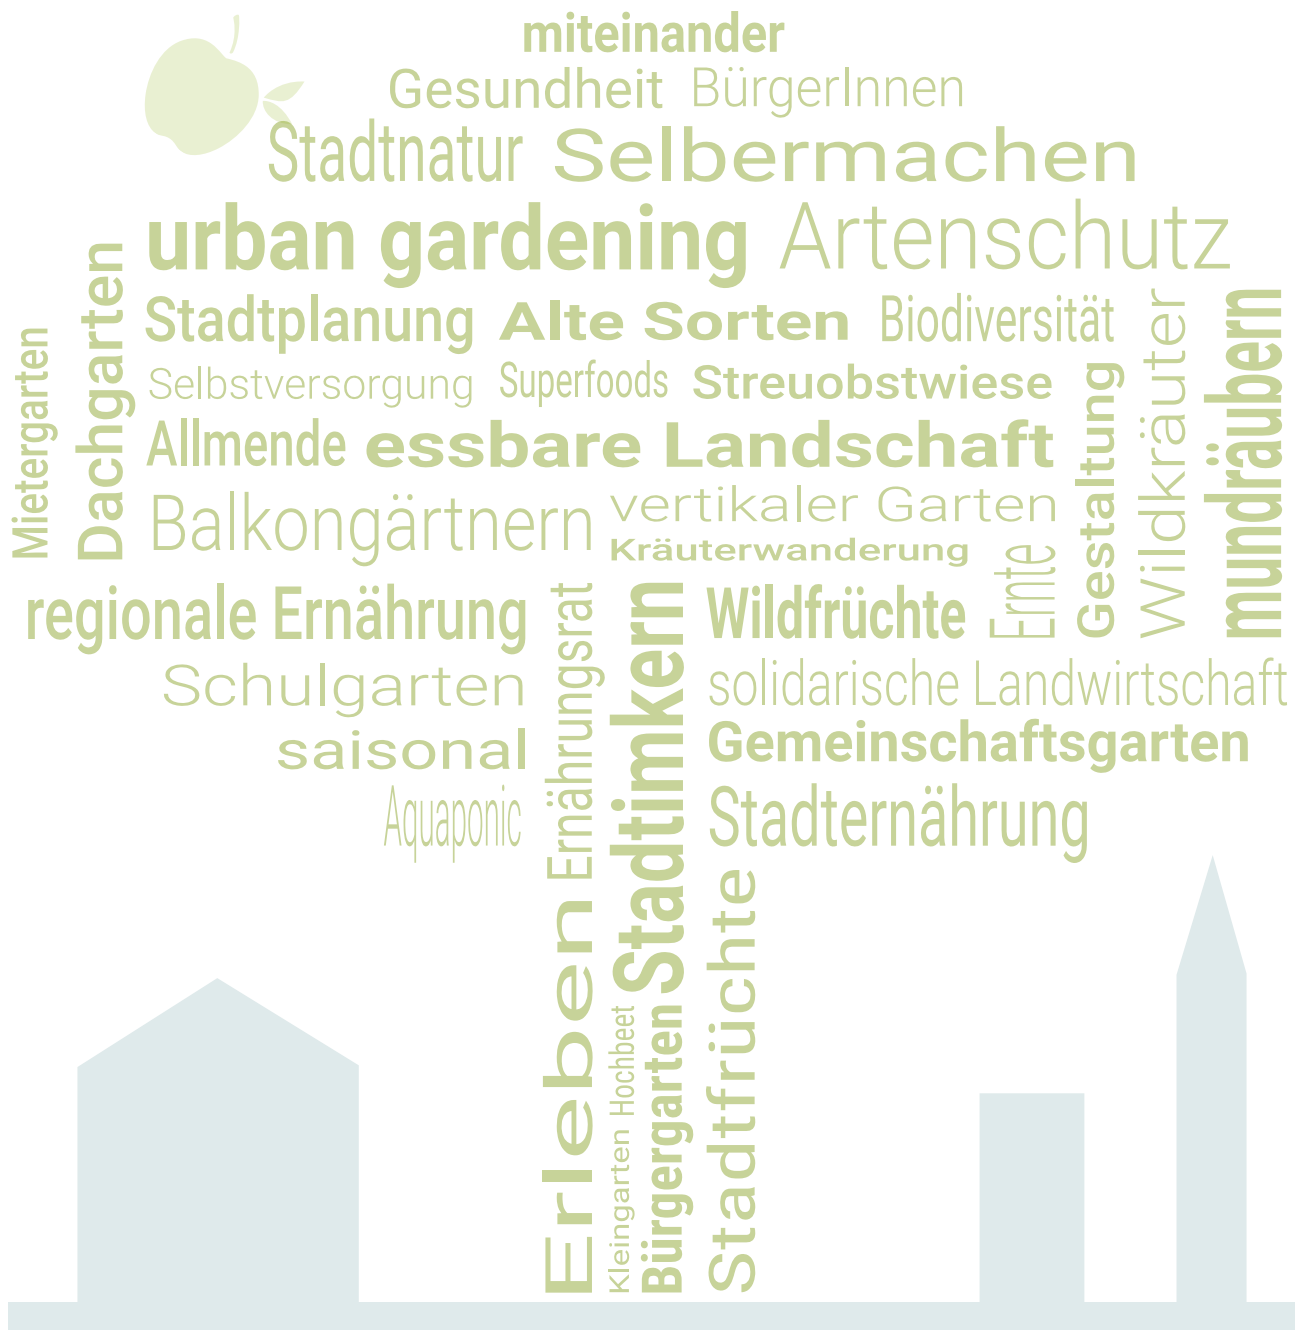 miteinander
Gesundheit BürgerInnen
Stadtnatur Selbermachen
urban gardening Artenschutz
Mietergarten
Dachgarten
Stadtplanung Alte Sorten Biodiversität
Selbstversorgung Superfoods Streuobstwiese
Allmende essbare Landschaft
Balkongärtnern vertikaler Garten
Kräuterwanderung
Ernte
Gestaltung
Wildkräuter
mundräubern
regionale Ernährung
Schulgarten
saisonal
Aquaponic
Erleben Ernährungsrat
Stadtimkern
Wildfrüchte
solidarische Landwirtschaft
Gemeinschaftsgarten
Stadternährung
Kleingarten Hochbeet
Bürgergarten
Stadtfrüchte